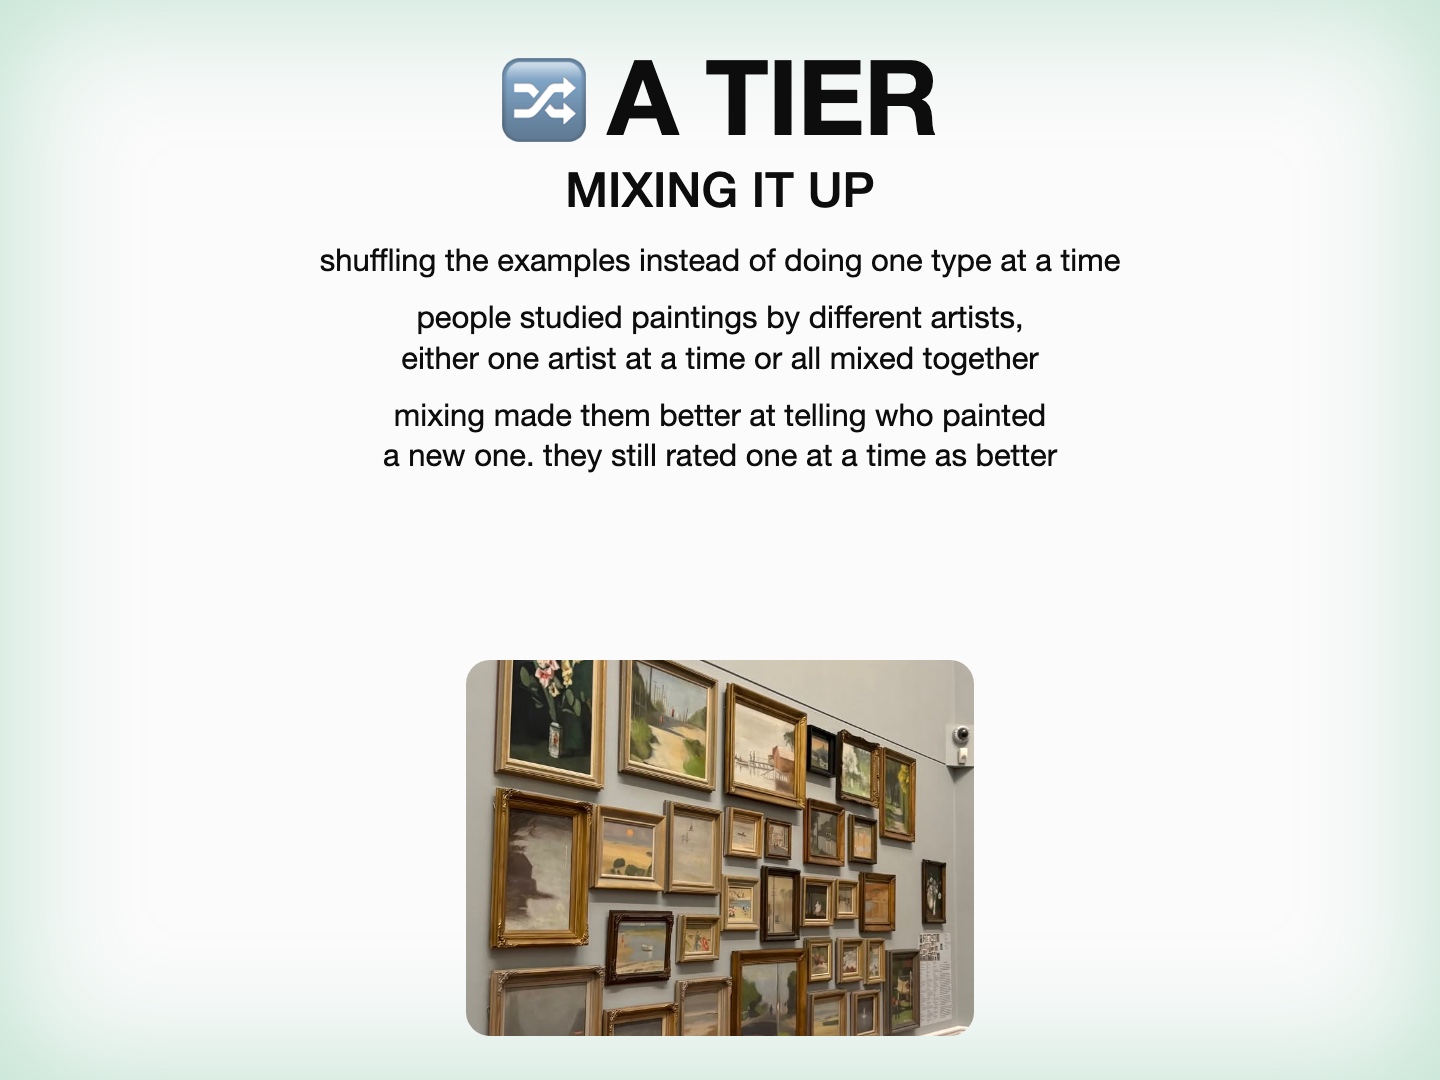 🔀 A TIER
MIXING IT UP
shuffling the examples instead of doing one type at a time
people studied paintings by different artists,
either one artist at a time or all mixed together
mixing made them better at telling who painted
a new one. they still rated one at a time as better